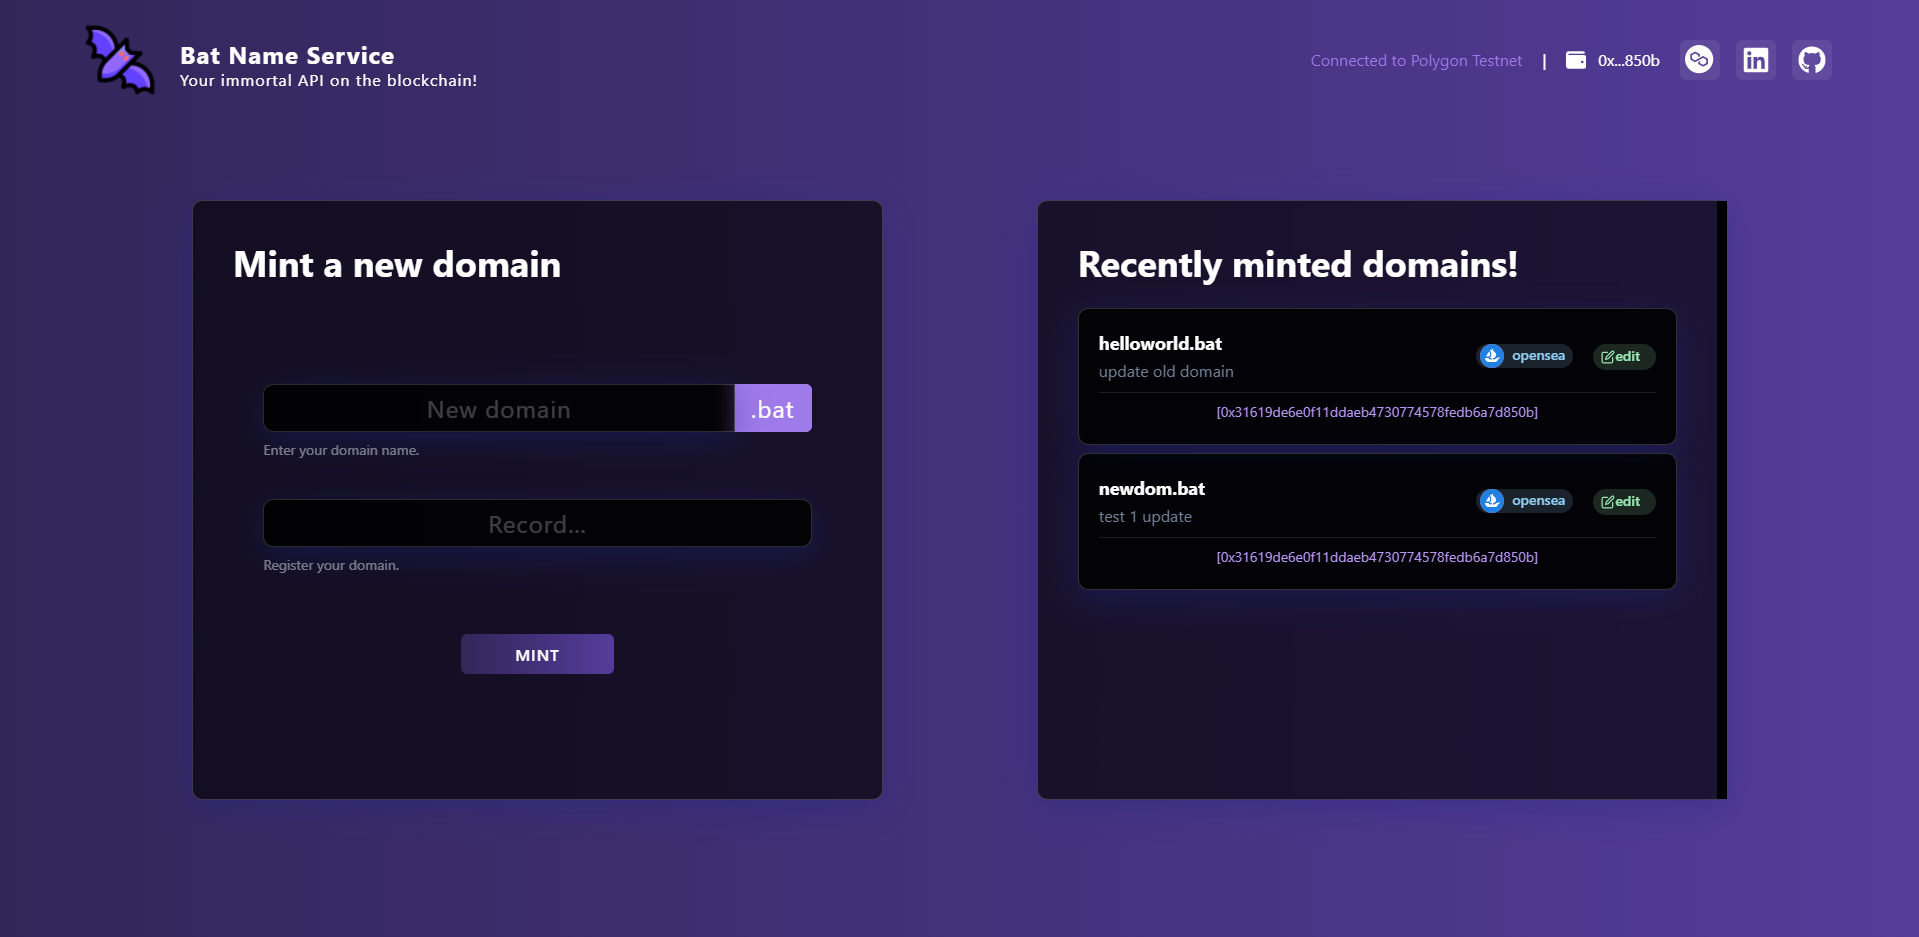 Bat Name Service
Your immortal API on the blockchain!
Connected to Polygon Testnet | 0x...850b
Mint a new domain
New domain .bat
Enter your domain name.
Record...
Register your domain.
MINT
Recently minted domains!
helloworld.bat
update old domain
opensea edit
[0x31619de6e0f11ddaeb4730774578fedb6a7d850b]
newdom.bat
test 1 update
opensea edit
[0x31619de6e0f11ddaeb4730774578fedb6a7d850b]